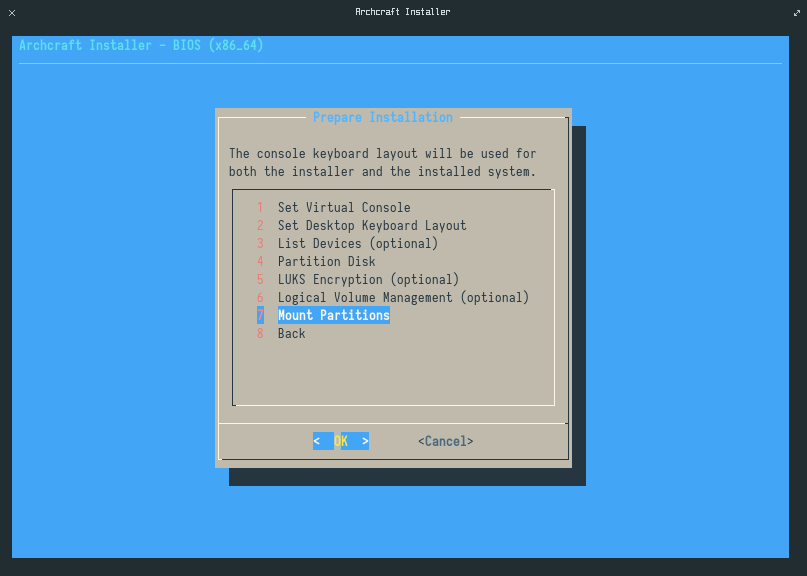 Archcraft Installer
Archcraft Installer - BIOS (x86_64)
Prepare Installation
The console keyboard layout will be used for
both the installer and the installed system.
1 Set Virtual Console
2 Set Desktop Keyboard Layout
3 List Devices (optional)
4 Partition Disk
5 LUKS Encryption (optional)
6 Logical Volume Management (optional)
7 Mount Partitions
8 Back
< OK > <Cancel>